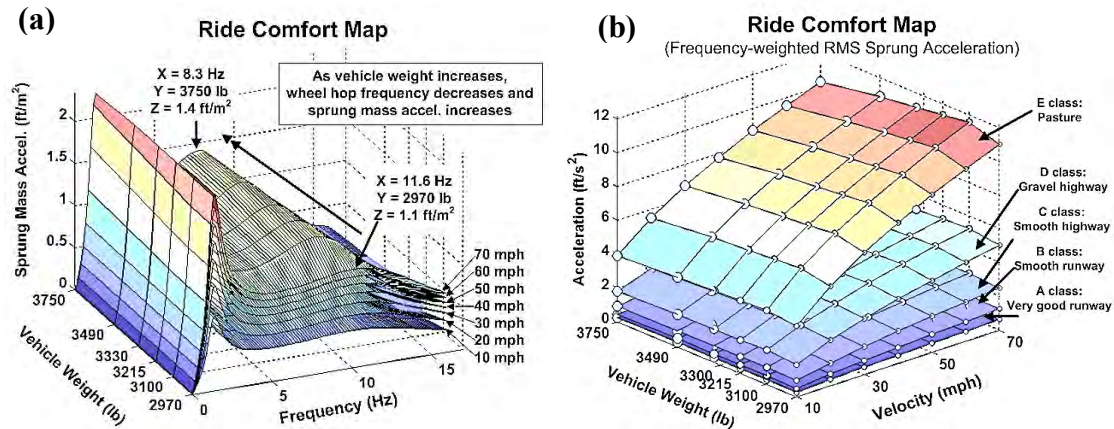 (a)
Ride Comfort Map
X = 8.3 Hz
Y = 3750 lb
Z = 1.4 ft/m²
As vehicle weight increases,
wheel hop frequency decreases and
sprung mass accel. increases
X = 11.6 Hz
Y = 2970 lb
Z = 1.1 ft/m²
Sprung Mass Accel. (ft/m²)
2
1.5
1
0.5
0
3750
3490
3330
3215
3100
2970
Vehicle Weight (lb)
0
5
10
15
Frequency (Hz)
70 mph
60 mph
50 mph
40 mph
30 mph
20 mph
10 mph
(b)
Ride Comfort Map
(Frequency-weighted RMS Sprung Acceleration)
Acceleration (ft/s²)
12
10
8
6
4
2
0
3750
3490
3300
3215
3100
2970
Vehicle Weight (lb)
10
30
50
70
Velocity (mph)
E class:
Pasture
D class:
Gravel highway
C class:
Smooth highway
B class:
Smooth runway
A class:
Very good runway